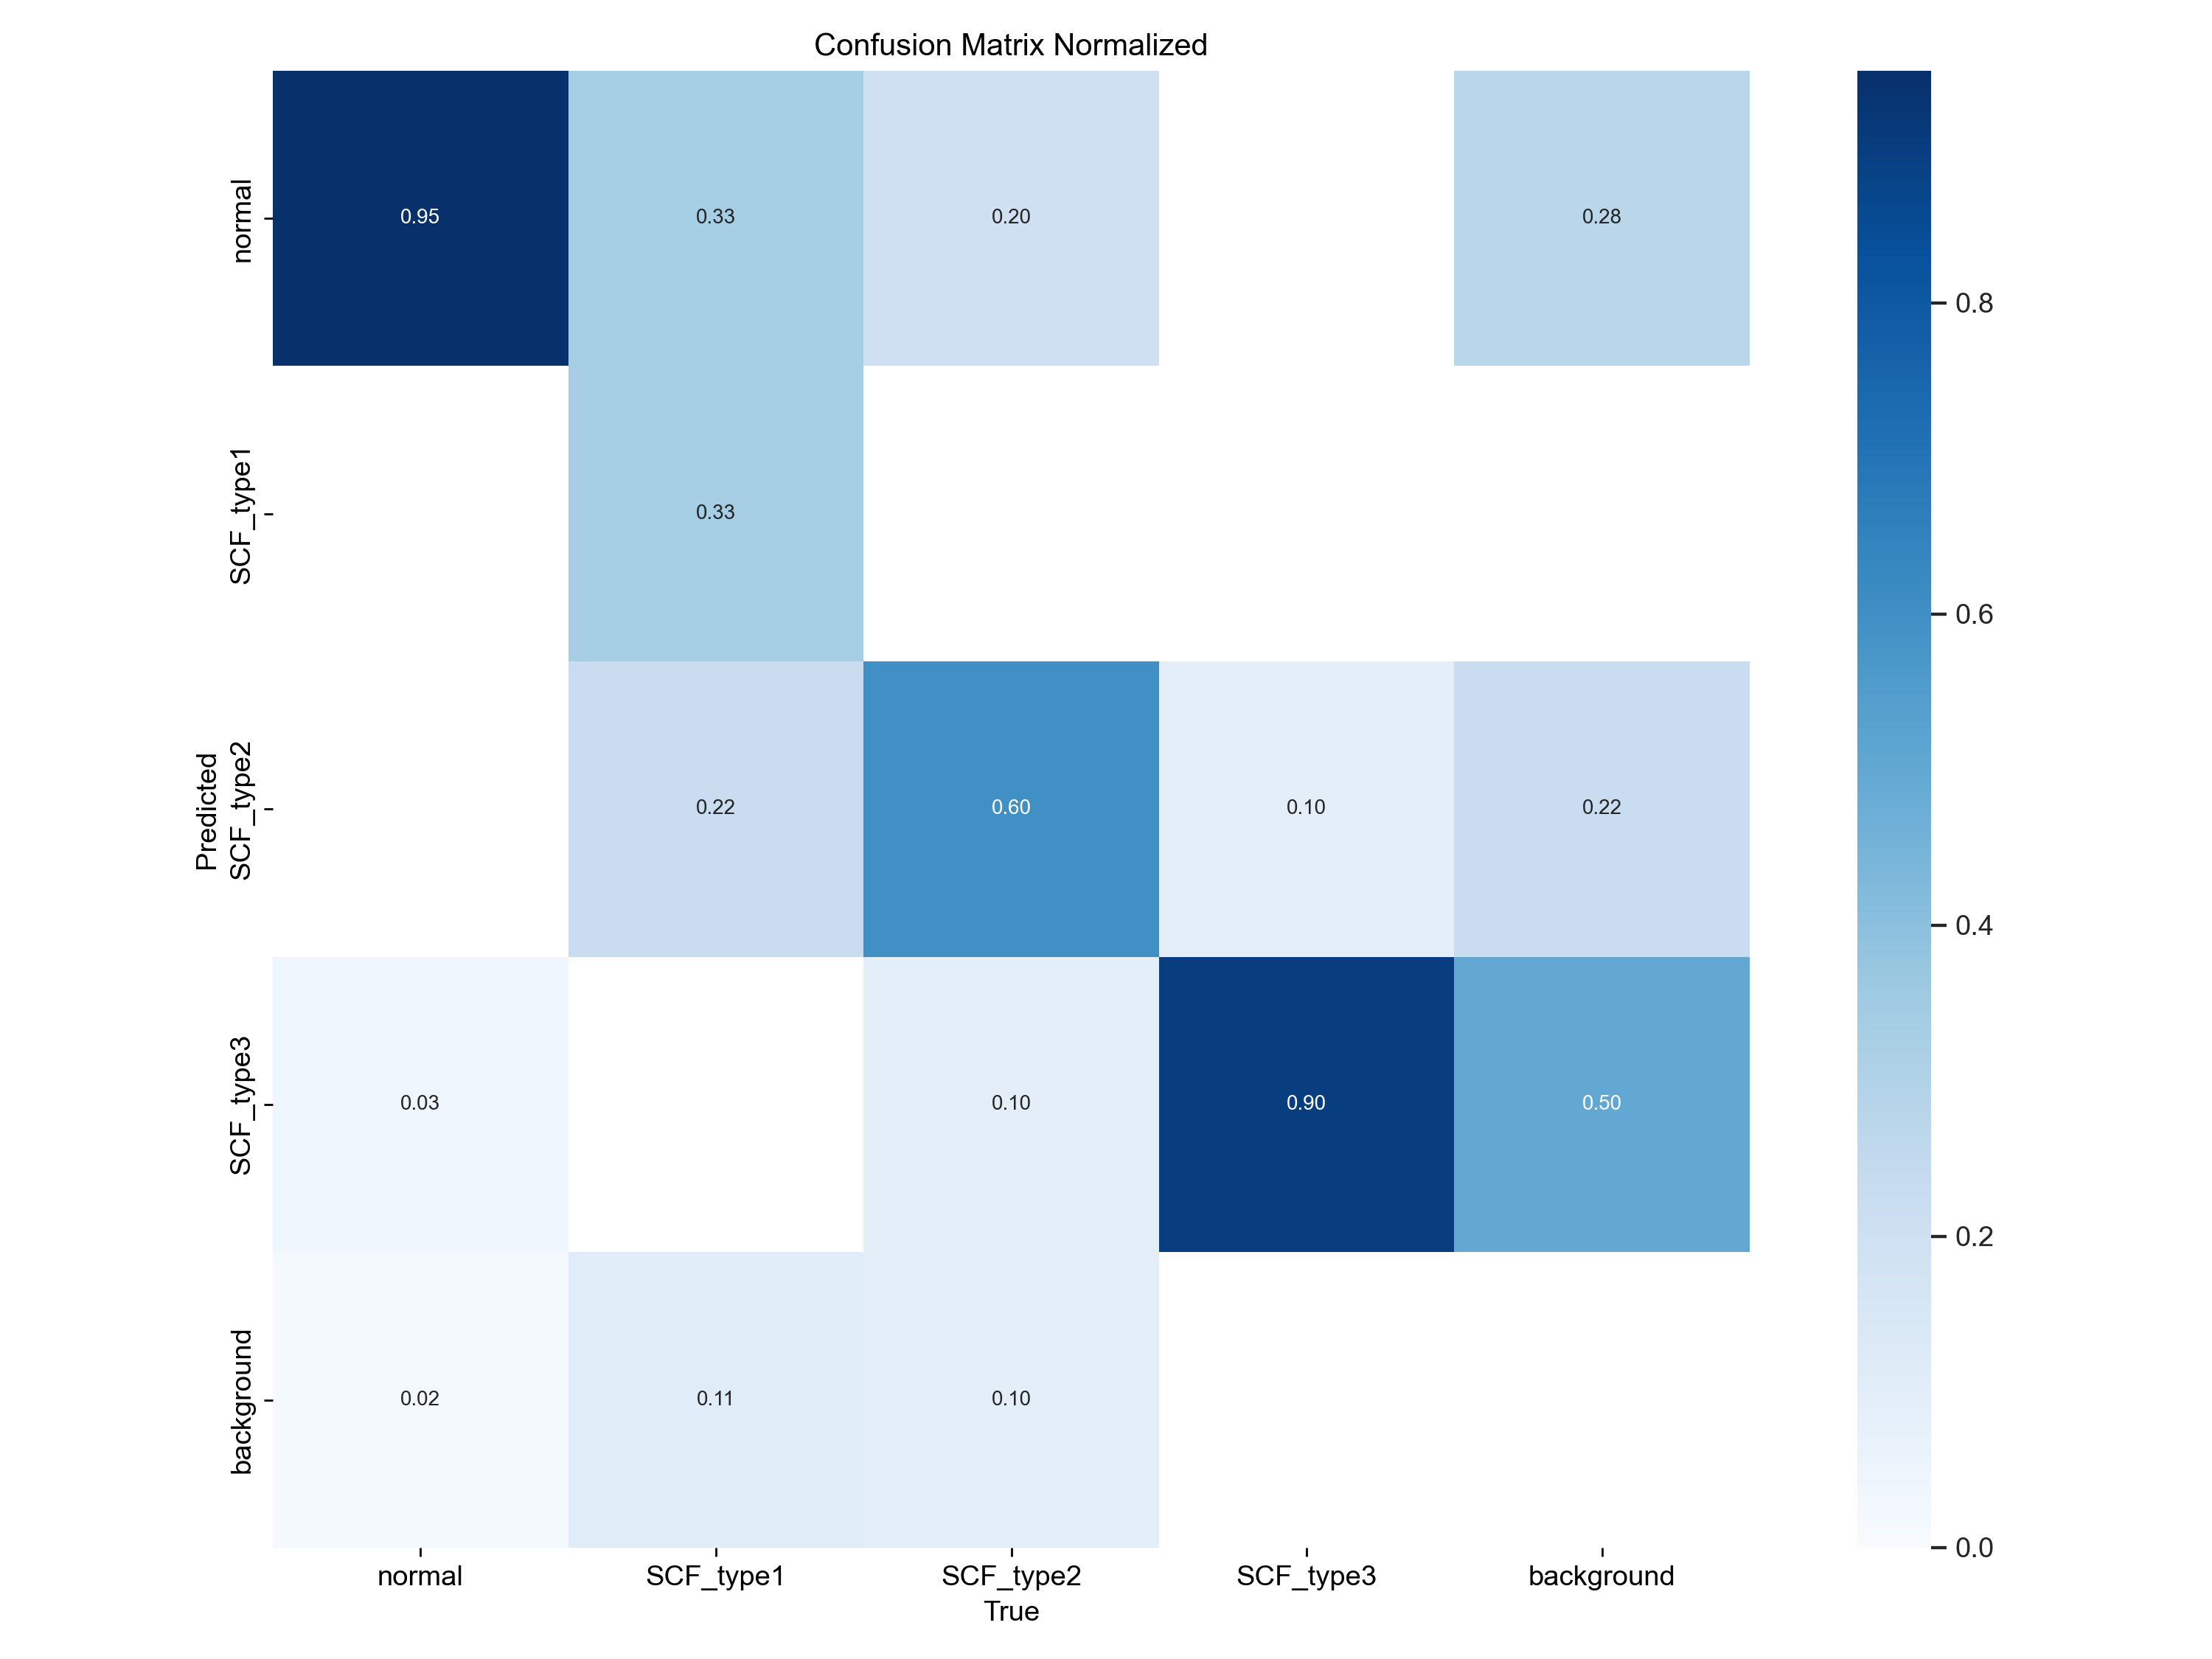 Confusion Matrix Normalized
normal
0.95
0.33
0.20
0.28
0.8
SCF_type1
0.33
0.6
Predicted
SCF_type2
0.22
0.60
0.10
0.22
0.4
SCF_type3
0.03
0.10
0.90
0.50
0.2
background
0.02
0.11
0.10
0.0
normal
SCF_type1
SCF_type2
SCF_type3
background
True